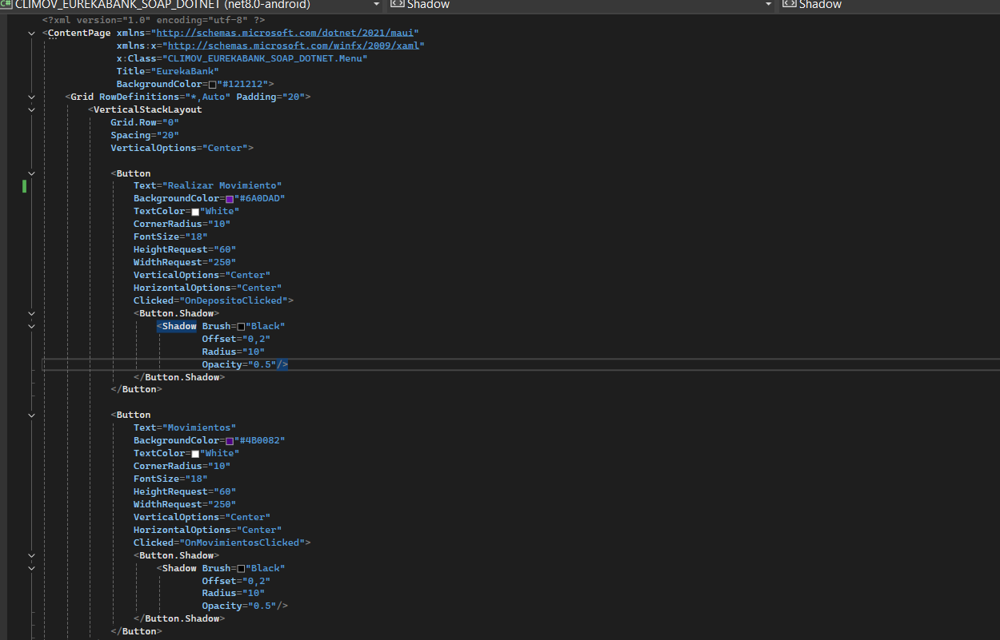 CLIMOV_EUREKABANK_SOAP_DOTNET (net8.0-android) Shadow Shadow
<?xml version="1.0" encoding="utf-8" ?>
<ContentPage xmlns="http://schemas.microsoft.com/dotnet/2021/maui"
xmlns:x="http://schemas.microsoft.com/winfx/2009/xaml"
x:Class="CLIMOV_EUREKABANK_SOAP_DOTNET.Menu"
Title="EurekaBank"
BackgroundColor="#121212">
<Grid RowDefinitions="*,Auto" Padding="20">
<VerticalStackLayout
Grid.Row="0"
Spacing="20"
VerticalOptions="Center">
<Button
Text="Realizar Movimiento"
BackgroundColor="#6A0DAD"
TextColor="White"
CornerRadius="10"
FontSize="18"
HeightRequest="60"
WidthRequest="250"
VerticalOptions="Center"
HorizontalOptions="Center"
Clicked="OnDepositoClicked">
<Button.Shadow>
<Shadow Brush="Black"
Offset="0,2"
Radius="10"
Opacity="0.5"/>
</Button.Shadow>
</Button>
<Button
Text="Movimientos"
BackgroundColor="#4B0082"
TextColor="White"
CornerRadius="10"
FontSize="18"
HeightRequest="60"
WidthRequest="250"
VerticalOptions="Center"
HorizontalOptions="Center"
Clicked="OnMovimientosClicked">
<Button.Shadow>
<Shadow Brush="Black"
Offset="0,2"
Radius="10"
Opacity="0.5"/>
</Button.Shadow>
</Button>